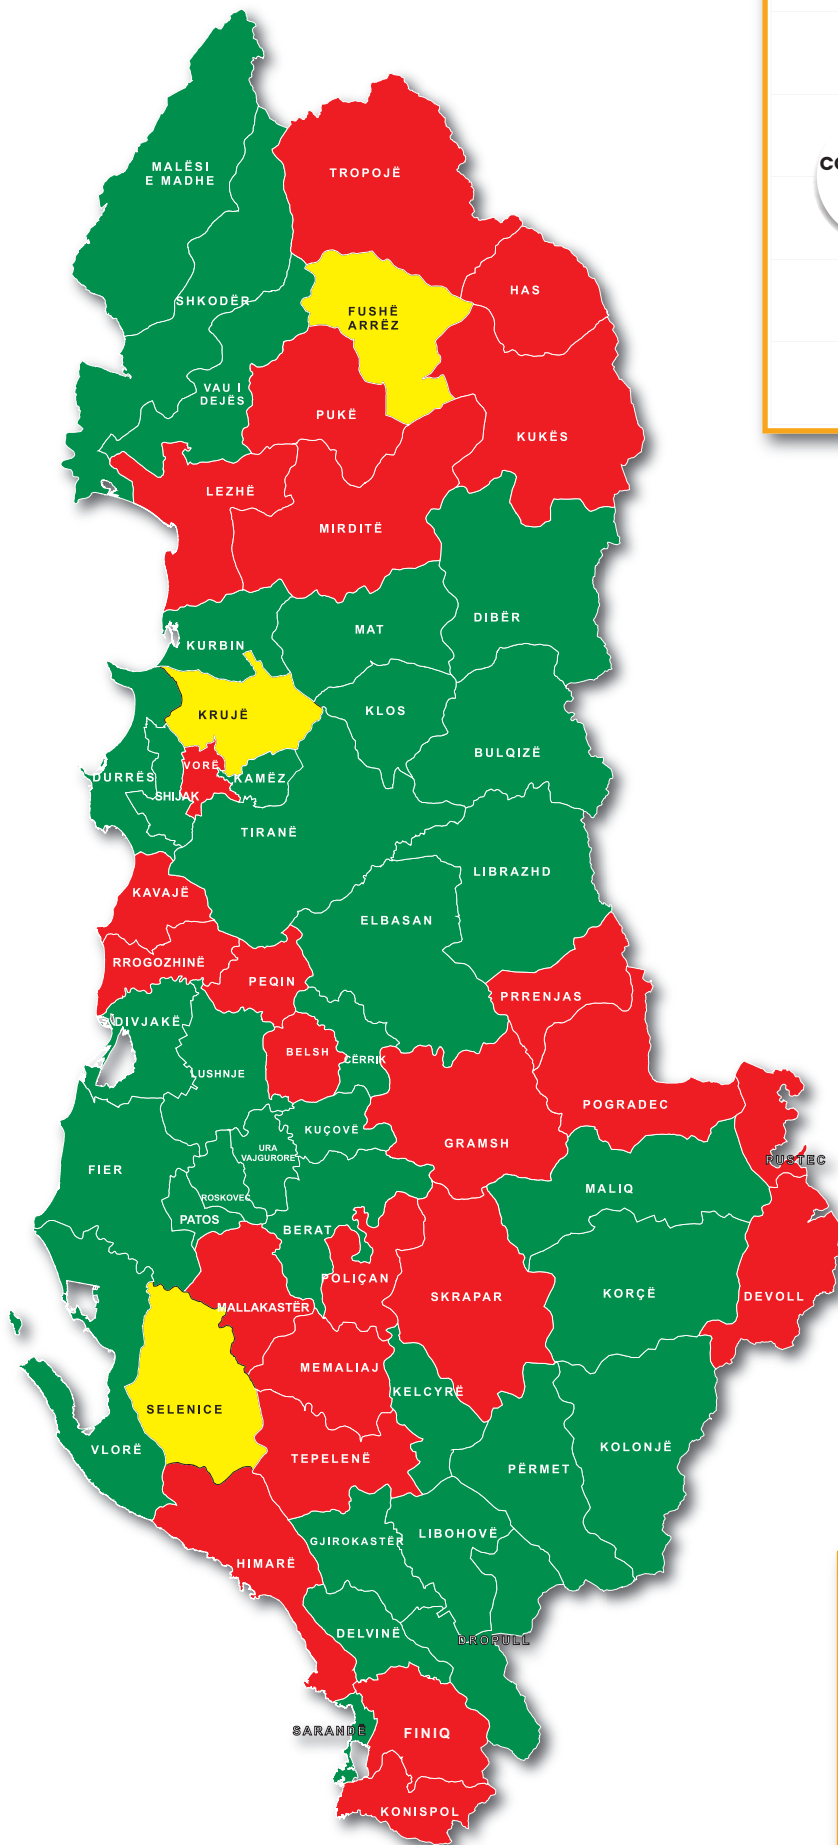 MALËSI
E MADHE
TROPOJË
HAS
SHKODËR
FUSHË
ARRËZ
VAU I
DEJËS
PUKË
KUKËS
LEZHË
MIRDITË
DIBËR
MAT
KURBIN
KLOS
KRUJË
BULQIZË
VORË
DURRËS
KAMËZ
SHIJAK
TIRANË
LIBRAZHD
KAVAJË
ELBASAN
RROGOZHINË
PEQIN
PRRENJAS
DIVJAKË
BELSH
CËRRIK
LUSHNJE
POGRADEC
KUÇOVË
GRAMSH
URA
VAJGURORE
PUSTEC
FIER
MALIQ
ROSKOVEC
PATOS
BERAT
POLIÇAN
KORÇË
SKRAPAR
DEVOLL
MALLAKASTËR
MEMALIAJ
KELCYRË
SELENICE
VLORË
KOLONJË
TEPELENË
PËRMET
LIBOHOVË
GJIROKASTËR
HIMARË
DELVINË
DROPULL
SARANDË
FINIQ
KONISPOL